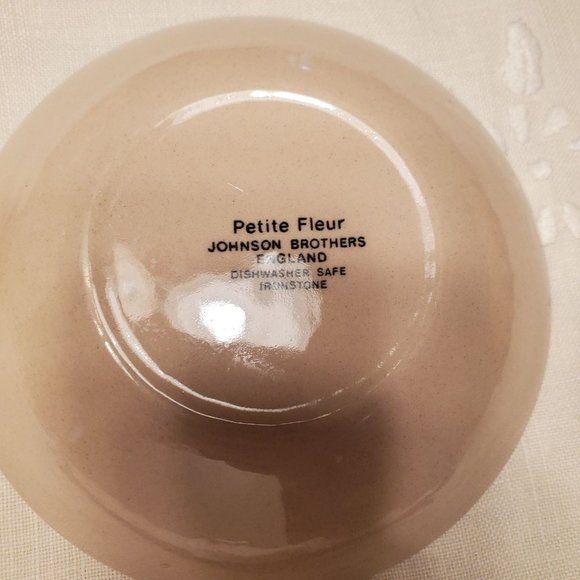 Petite Fleur
JOHNSON BROTHERS
ENGLAND
DISHWASHER SAFE
IRONSTONE